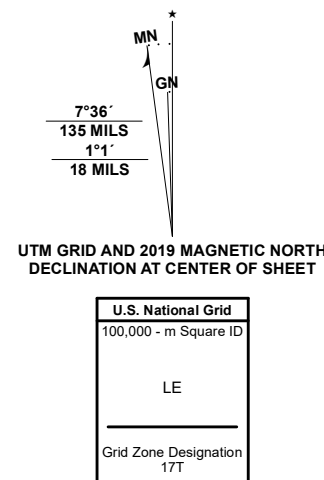 MN
GN
7°36´
135 MILS
1°1´
18 MILS
UTM GRID AND 2019 MAGNETIC NORTH
DECLINATION AT CENTER OF SHEET
U.S. National Grid
100,000 - m Square ID
LE
Grid Zone Designation
17T